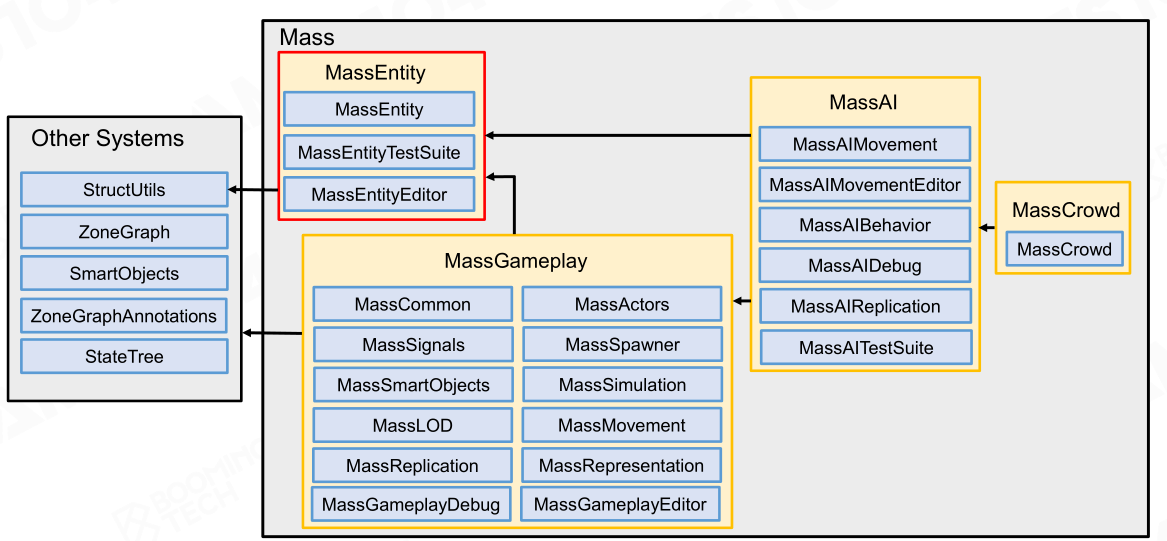 Mass
MassEntity
MassEntity
MassEntityTestSuite
MassEntityEditor
Other Systems
StructUtils
ZoneGraph
SmartObjects
ZoneGraphAnnotations
StateTree
MassGameplay
MassCommon
MassActors
MassSignals
MassSpawner
MassSmartObjects
MassSimulation
MassLOD
MassMovement
MassReplication
MassRepresentation
MassGameplayDebug
MassGameplayEditor
MassAI
MassAIMovement
MassAIMovementEditor
MassAIBehavior
MassAIDebug
MassAIReplication
MassAITestSuite
MassCrowd
MassCrowd
TECH